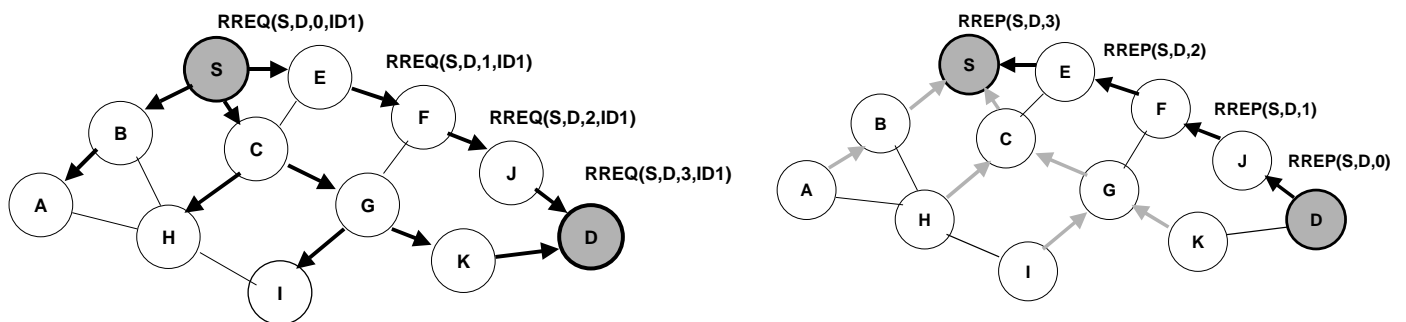 RREQ(S,D,0,ID1)
S
E
RREQ(S,D,1,ID1)
B
F
RREQ(S,D,2,ID1)
C
J
RREQ(S,D,3,ID1)
A
G
H
D
K
I
RREP(S,D,3)
S
E
RREP(S,D,2)
F
RREP(S,D,1)
B
C
J
RREP(S,D,0)
A
G
H
D
K
I